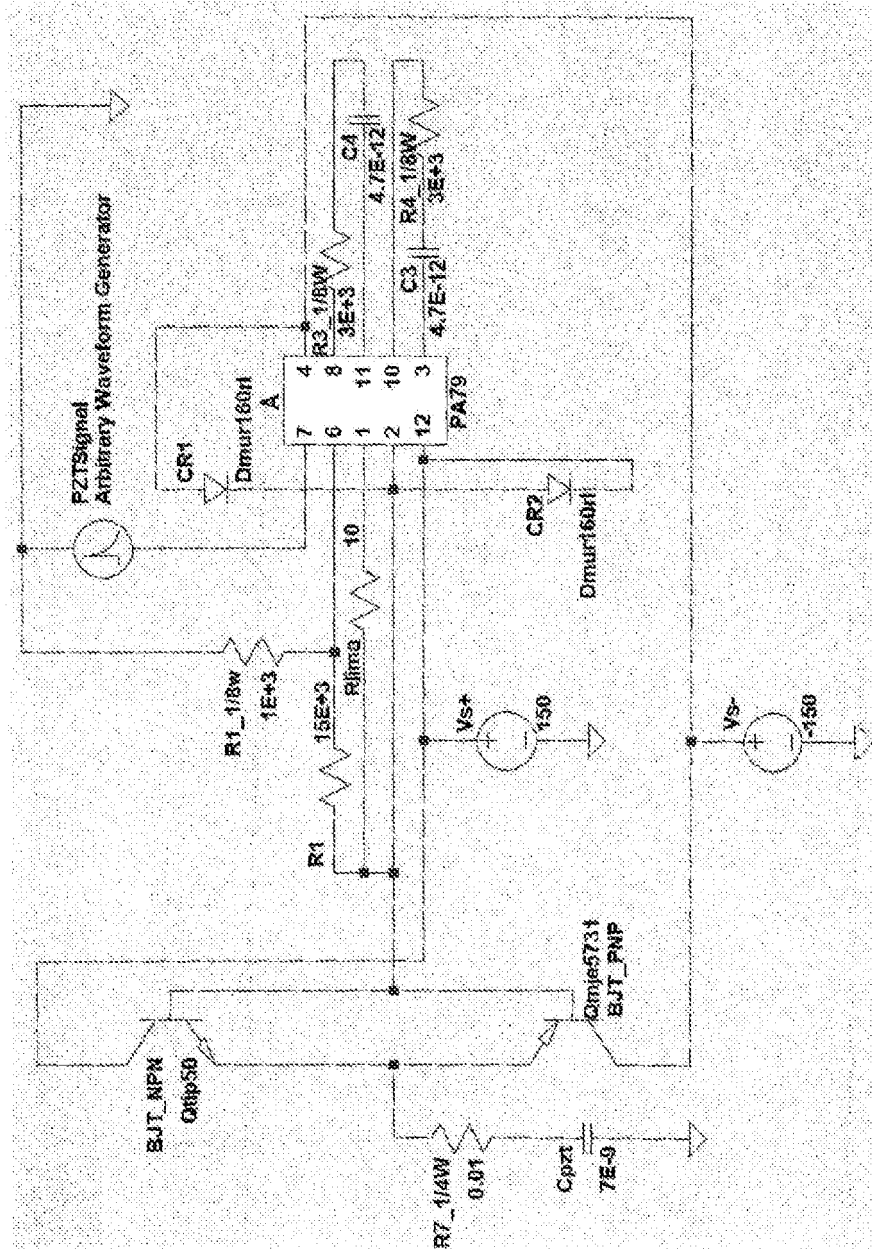 PZTSignal
Arbitrary Waveform Generator
CR1
Dmur160rl
A
R3_1/8W
3E+3
C4
4.7E-12
R4_1/8W
3E+3
C3
4.7E-12
7 4
6 8
1 11
2 10
12 3
PA79
R1_1/8w
1E+3
15E+3
R1
Rlima
10
CR2
Dmur160rl
Vs+
150
Vs-
-150
BJT_NPN
Qtip50
Qmje5731
BJT_PNP
R7_1/4W
0.01
Cpzt
7E-9